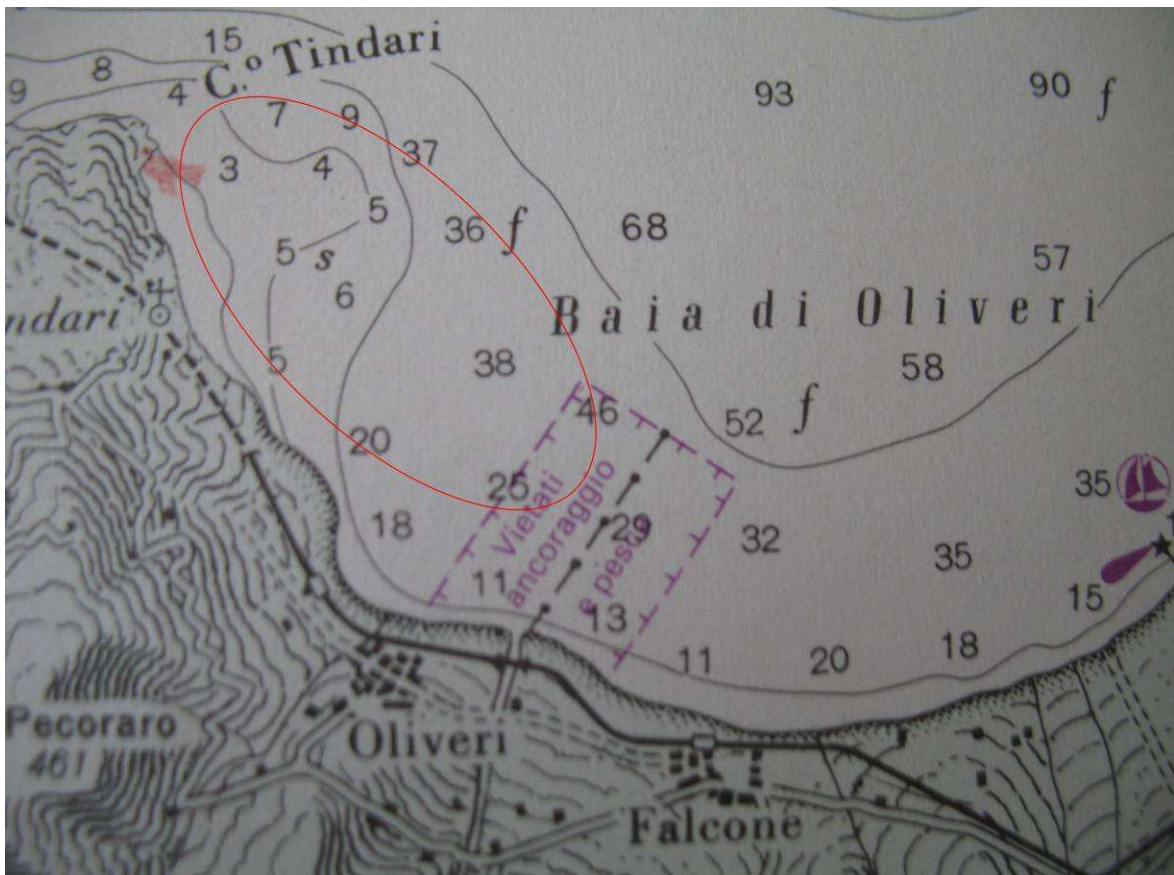 15
C.º Tindari
9 8 4 7 9 37
93 90 f
3 4
5
36 f 68
5 s
57
6
ndari
Baia di Oliveri
5 38 58
46 52 f
20
25 35
18
Vietati
ancoraggio
e pesca
29 32 35
11 15
13
11 20 18
Pecoraro
461
Oliveri
Falcone